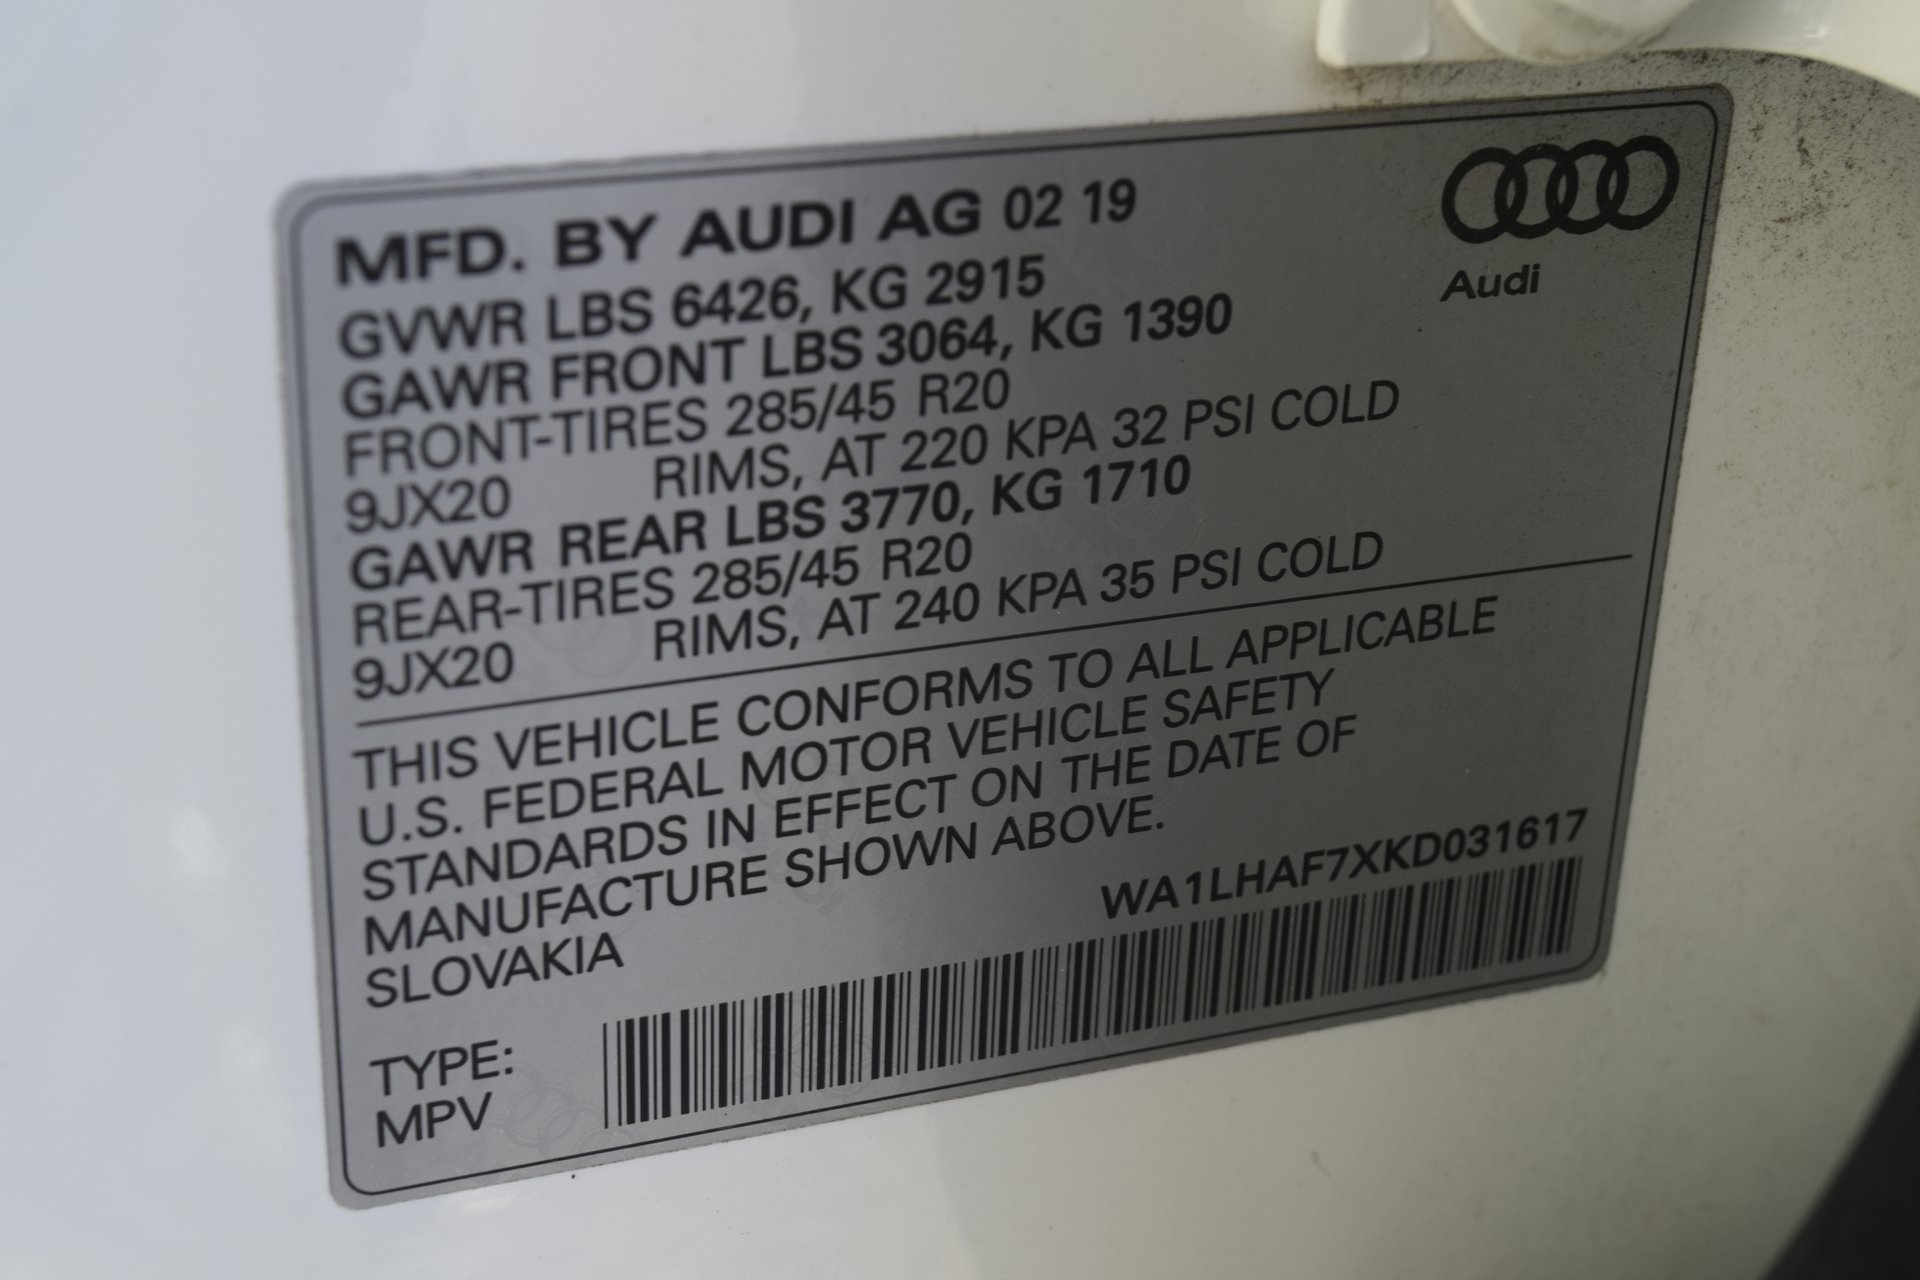 MFD. BY AUDI AG 02 19
Audi
GVWR LBS 6426, KG 2915
GAWR FRONT LBS 3064, KG 1390
FRONT-TIRES 285/45 R20
9JX20 RIMS, AT 220 KPA 32 PSI COLD
GAWR REAR LBS 3770, KG 1710
REAR-TIRES 285/45 R20
9JX20 RIMS, AT 240 KPA 35 PSI COLD
THIS VEHICLE CONFORMS TO ALL APPLICABLE
U.S. FEDERAL MOTOR VEHICLE SAFETY
STANDARDS IN EFFECT ON THE DATE OF
MANUFACTURE SHOWN ABOVE.
SLOVAKIA
WA1LHAF7XKD031617
TYPE:
MPV